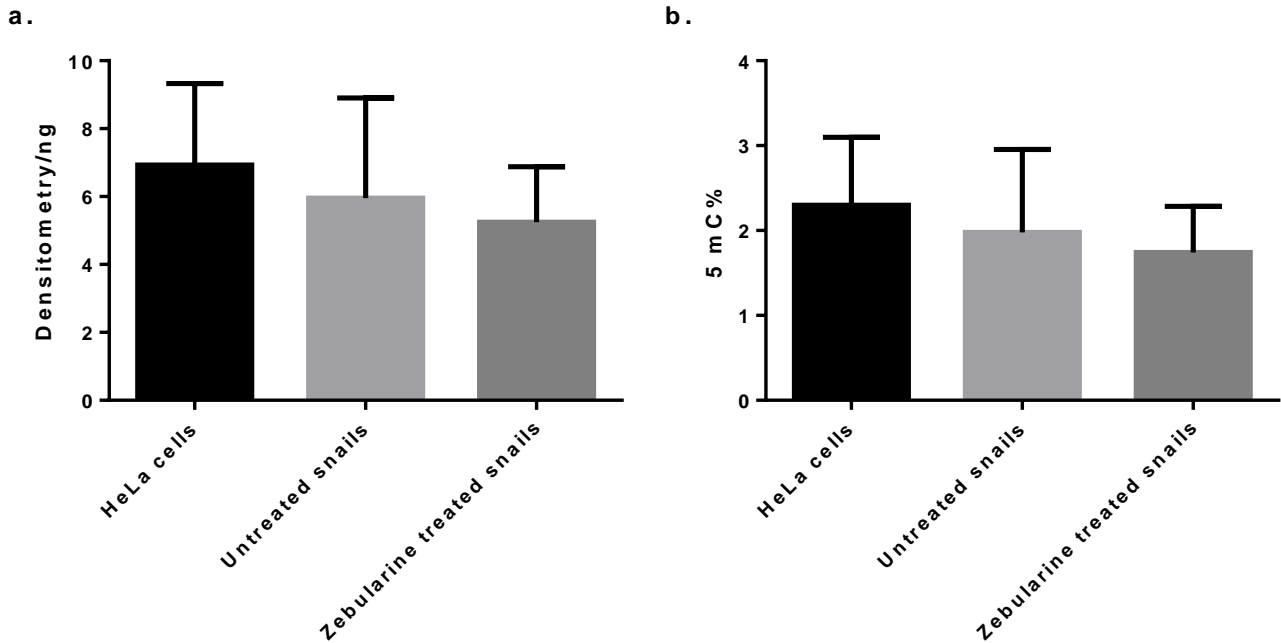 a.
Densitometry/ng
10
8
6
4
2
0
HeLa cells
Untreated snails
Zebularine treated snails
b.
5 mC%
4
3
2
1
0
HeLa cells
Untreated snails
Zebularine treated snails